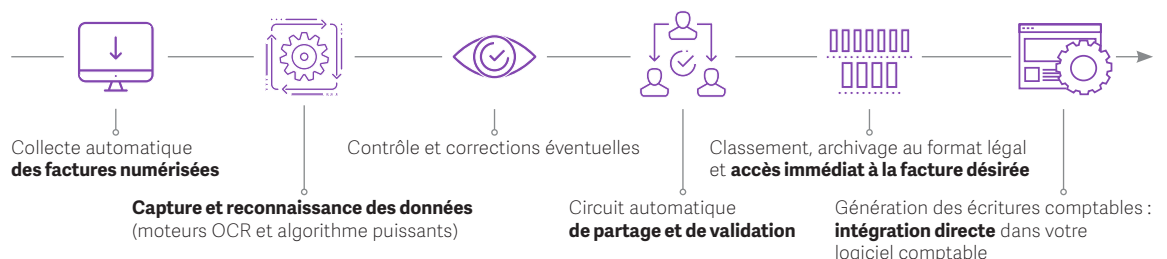 Collecte automatique
des factures numérisées
Capture et reconnaissance des données
(moteurs OCR et algorithme puissants)
Contrôle et corrections éventuelles
Circuit automatique
de partage et de validation
Classement, archivage au format légal
et accès immédiat à la facture désirée
Génération des écritures comptables :
intégration directe dans votre
logiciel comptable